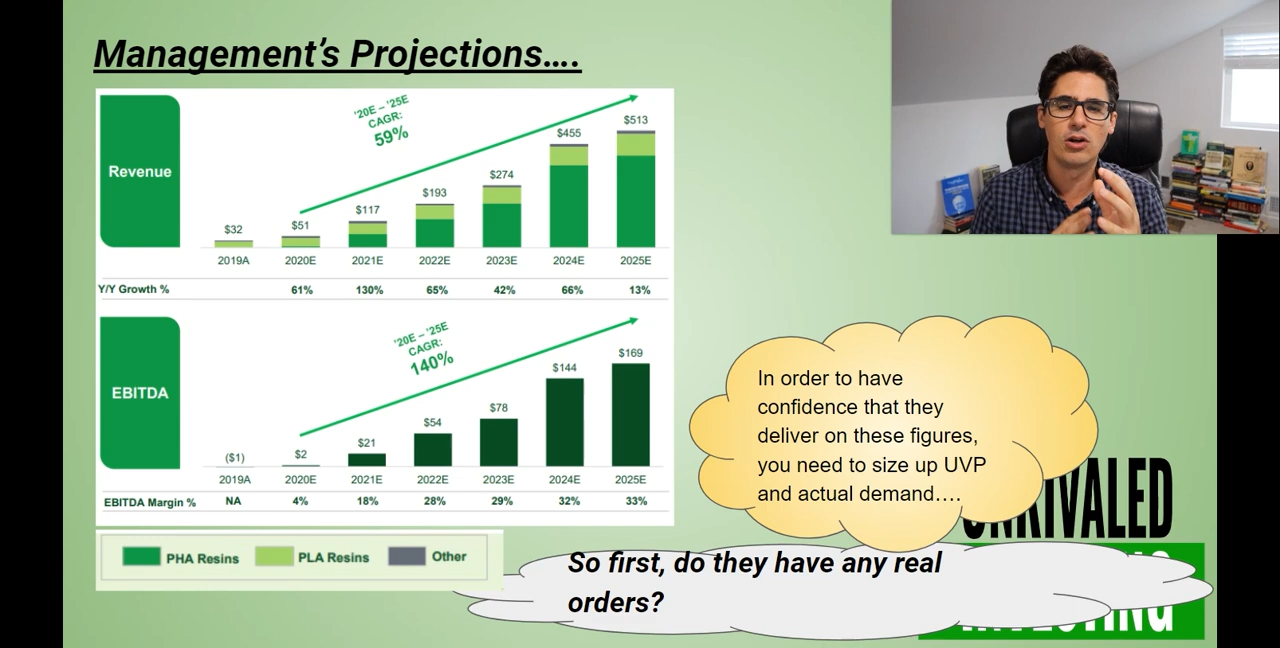 Management's Projections....
Revenue
'20E – '25E
CAGR:
59%
$32
$51
$117
$193
$274
$455
$513
2019A 2020E 2021E 2022E 2023E 2024E 2025E
Y/Y Growth % 61% 130% 65% 42% 66% 13%
EBITDA
'20E – '25E
CAGR:
140%
($1)
$2
$21
$54
$78
$144
$169
2019A 2020E 2021E 2022E 2023E 2024E 2025E
EBITDA Margin % NA 4% 18% 28% 29% 32% 33%
PHA Resins PLA Resins Other
In order to have
confidence that they
deliver on these figures,
you need to size up UVP
and actual demand....
So first, do they have any real
orders?